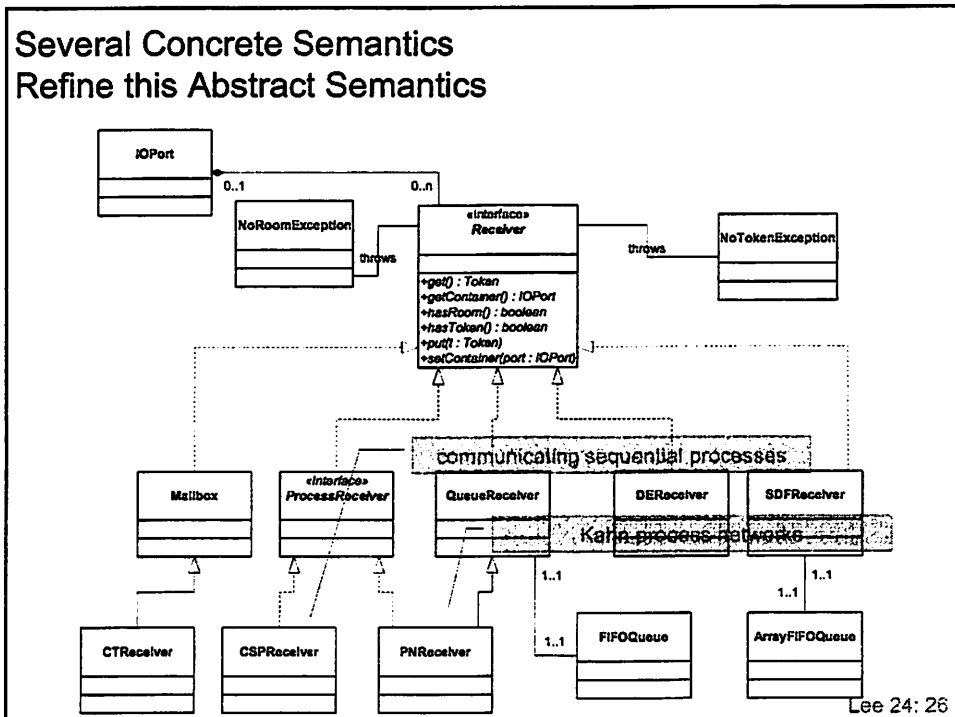 Several Concrete Semantics
Refine this Abstract Semantics
IOPort
0..1
0..n
NoRoomException
throws
«Interface»
Receiver
+get() : Token
+getContainer() : IOPort
+hasRoom() : boolean
+hasToken() : boolean
+put(t : Token)
+setContainer(port : IOPort)
throws
NoTokenException
communicating sequential processes
Mailbox
«Interface»
ProcessReceiver
QueueReceiver
DEReceiver
SDFReceiver
Kahn process networks
1..1
1..1
1..1
1..1
CTReceiver
CSPReceiver
PNReceiver
FIFOQueue
ArrayFIFOQueue
Lee 24: 26